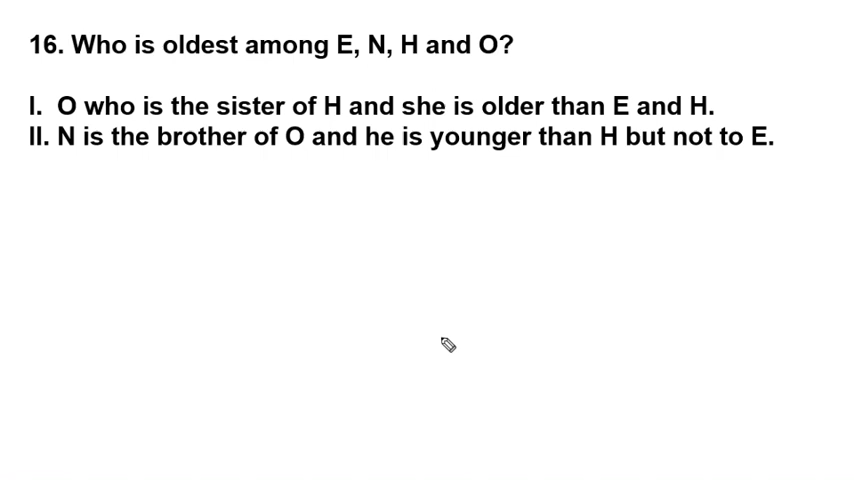 16. Who is oldest among E, N, H and O?
I. O who is the sister of H and she is older than E and H.
II. N is the brother of O and he is younger than H but not to E.